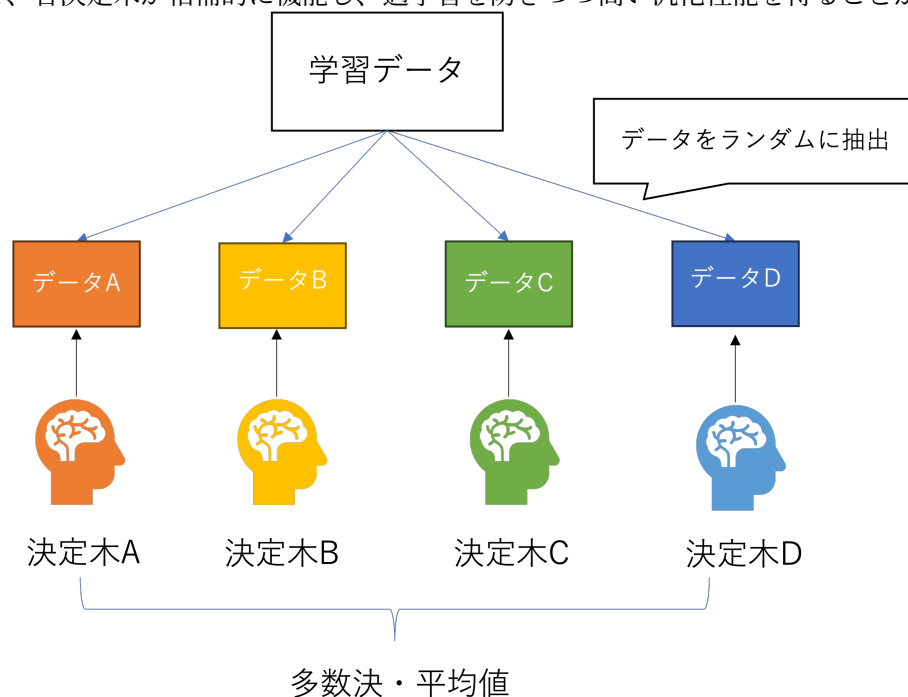 学習データ
データをランダムに抽出
データA
データB
データC
データD
決定木A
決定木B
決定木C
決定木D
多数決・平均値